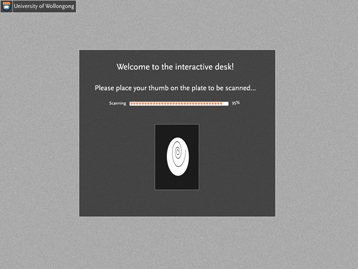 University of Wollongong
Welcome to the interactive desk!
Please place your thumb on the plate to be scanned...
Scanning 95%